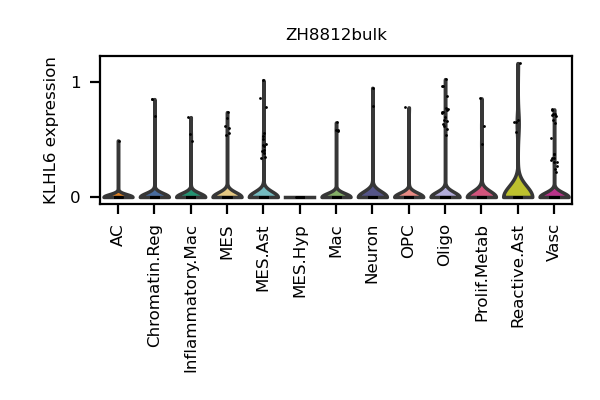 ZH8812bulk
KLHL6 expression
1
0
AC
Chromatin.Reg
Inflammatory.Mac
MES
MES.Ast
MES.Hyp
Mac
Neuron
OPC
Oligo
Prolif.Metab
Reactive.Ast
Vasc